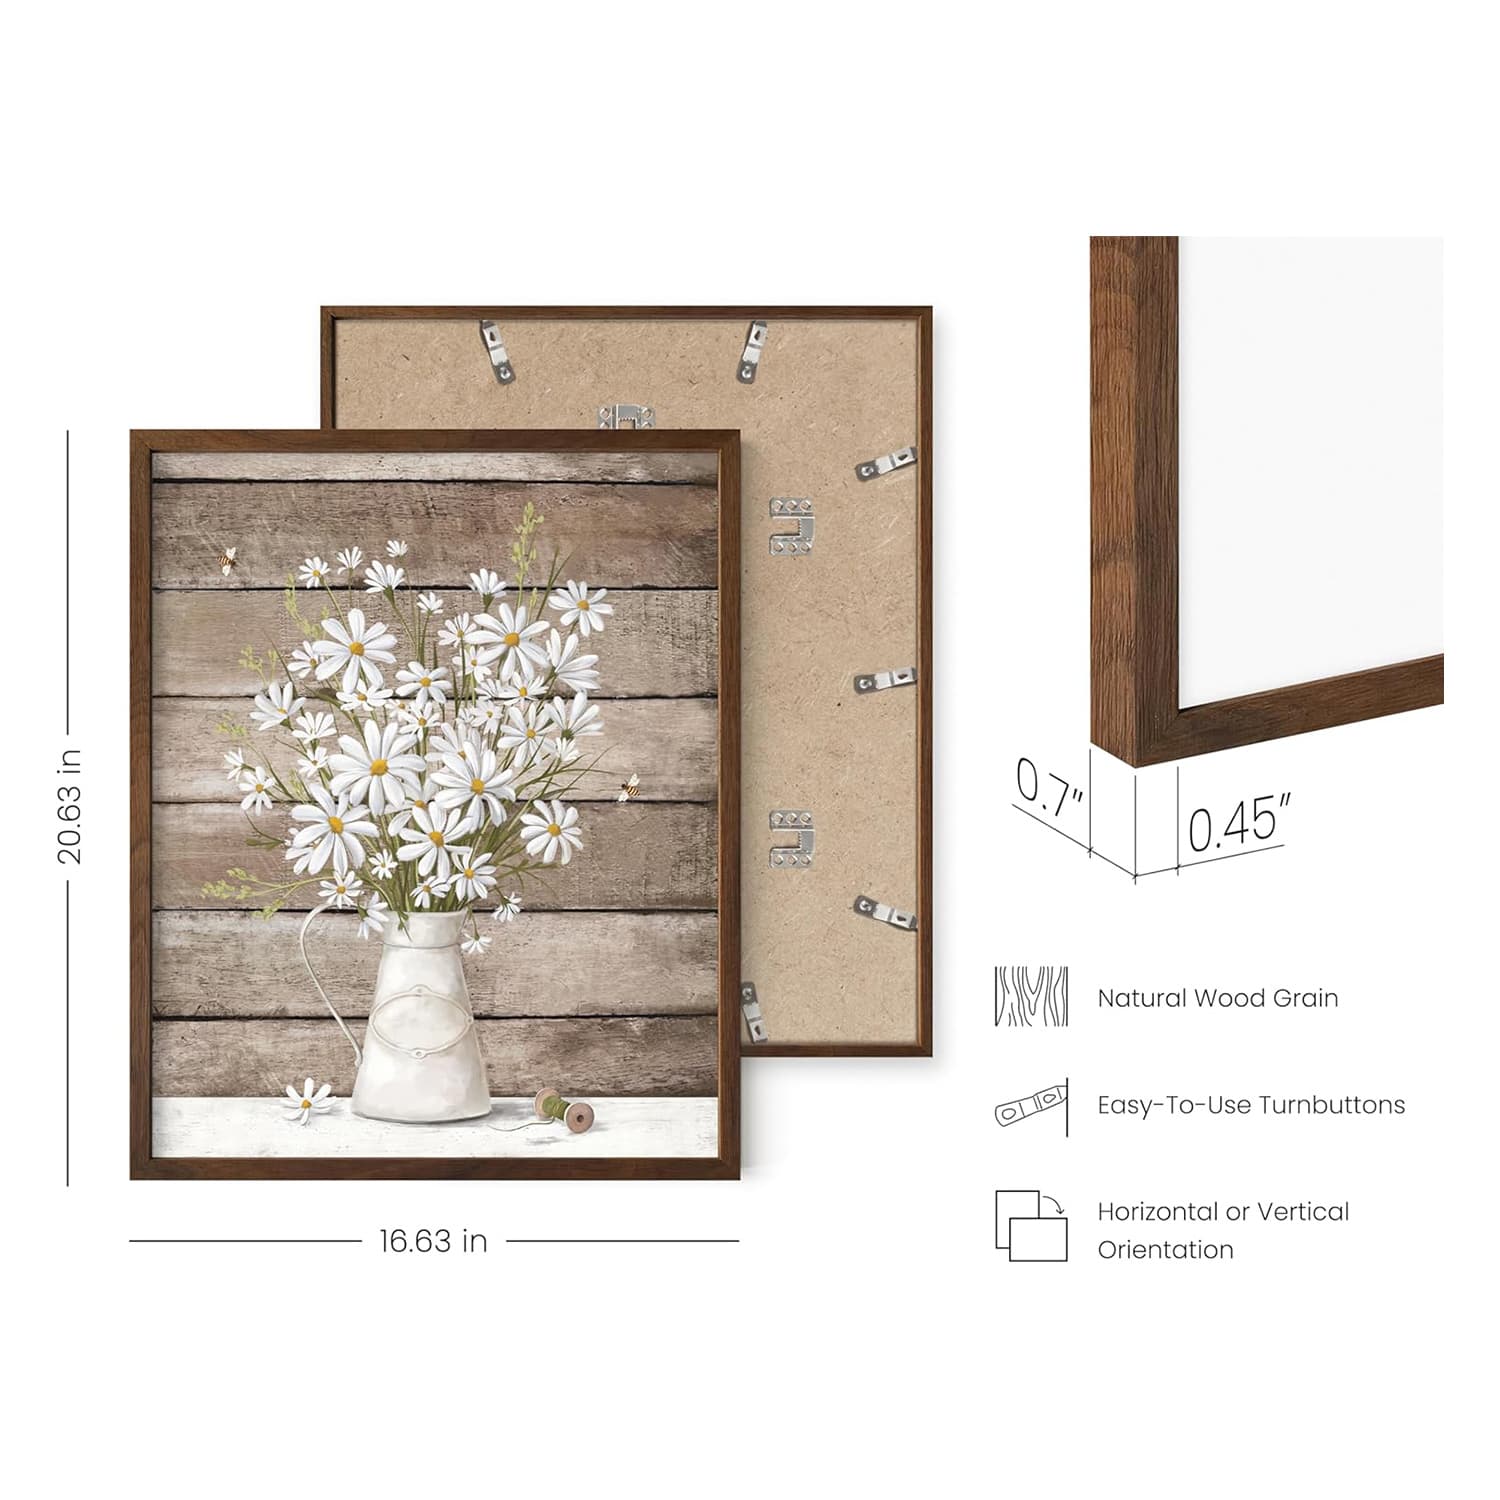 20.63 in
16.63 in
0.7"
0.45"
Natural Wood Grain
Easy-To-Use Turnbuttons
Horizontal or Vertical
Orientation